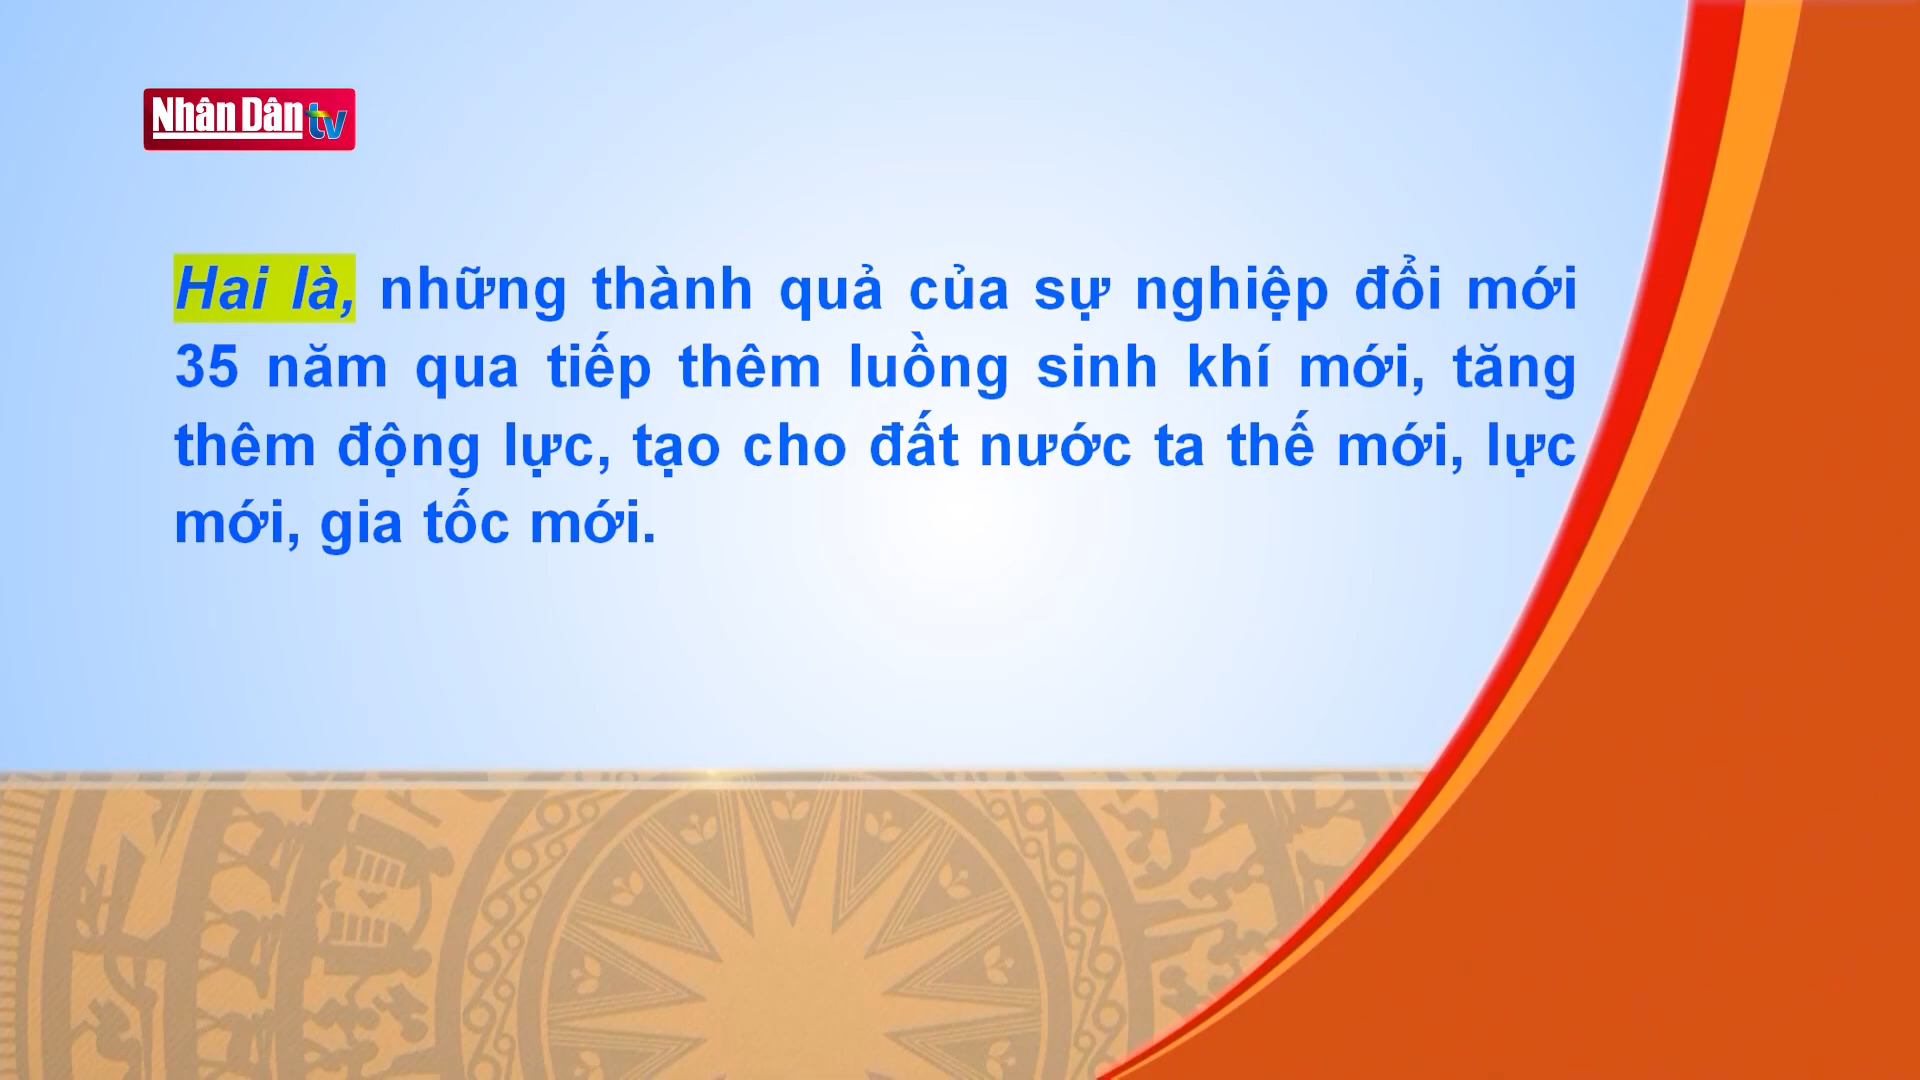 Nhân Dân tv
Hai là, những thành quả của sự nghiệp đổi mới
35 năm qua tiếp thêm luồng sinh khí mới, tăng
thêm động lực, tạo cho đất nước ta thế mới, lực
mới, gia tốc mới.